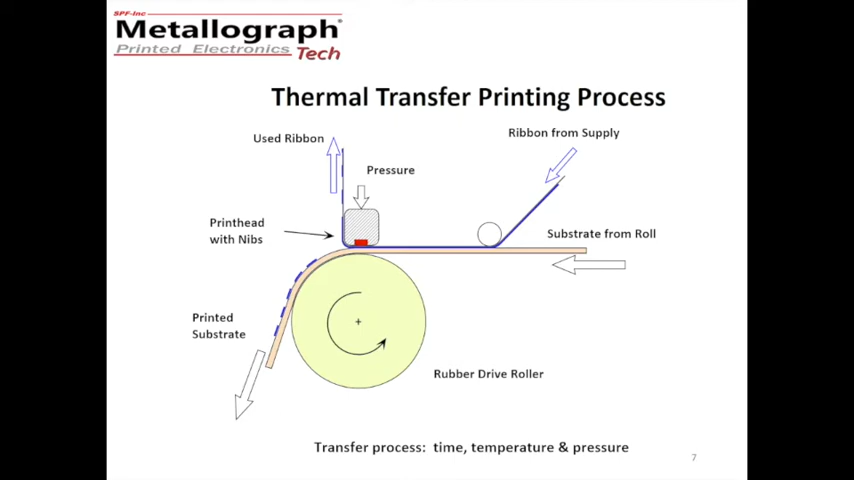 SPF-Inc
Metallograph®
Printed Electronics
Tech
Thermal Transfer Printing Process
Used Ribbon
Ribbon from Supply
Pressure
Printhead
with Nibs
Substrate from Roll
Printed
Substrate
Rubber Drive Roller
Transfer process: time, temperature & pressure
7